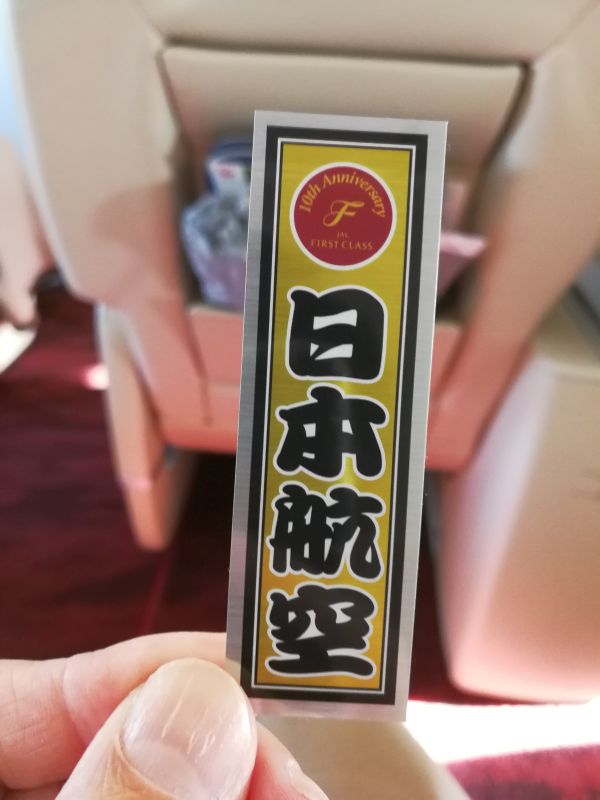 10th Anniversary
F
JAL
FIRST CLASS
日本航空